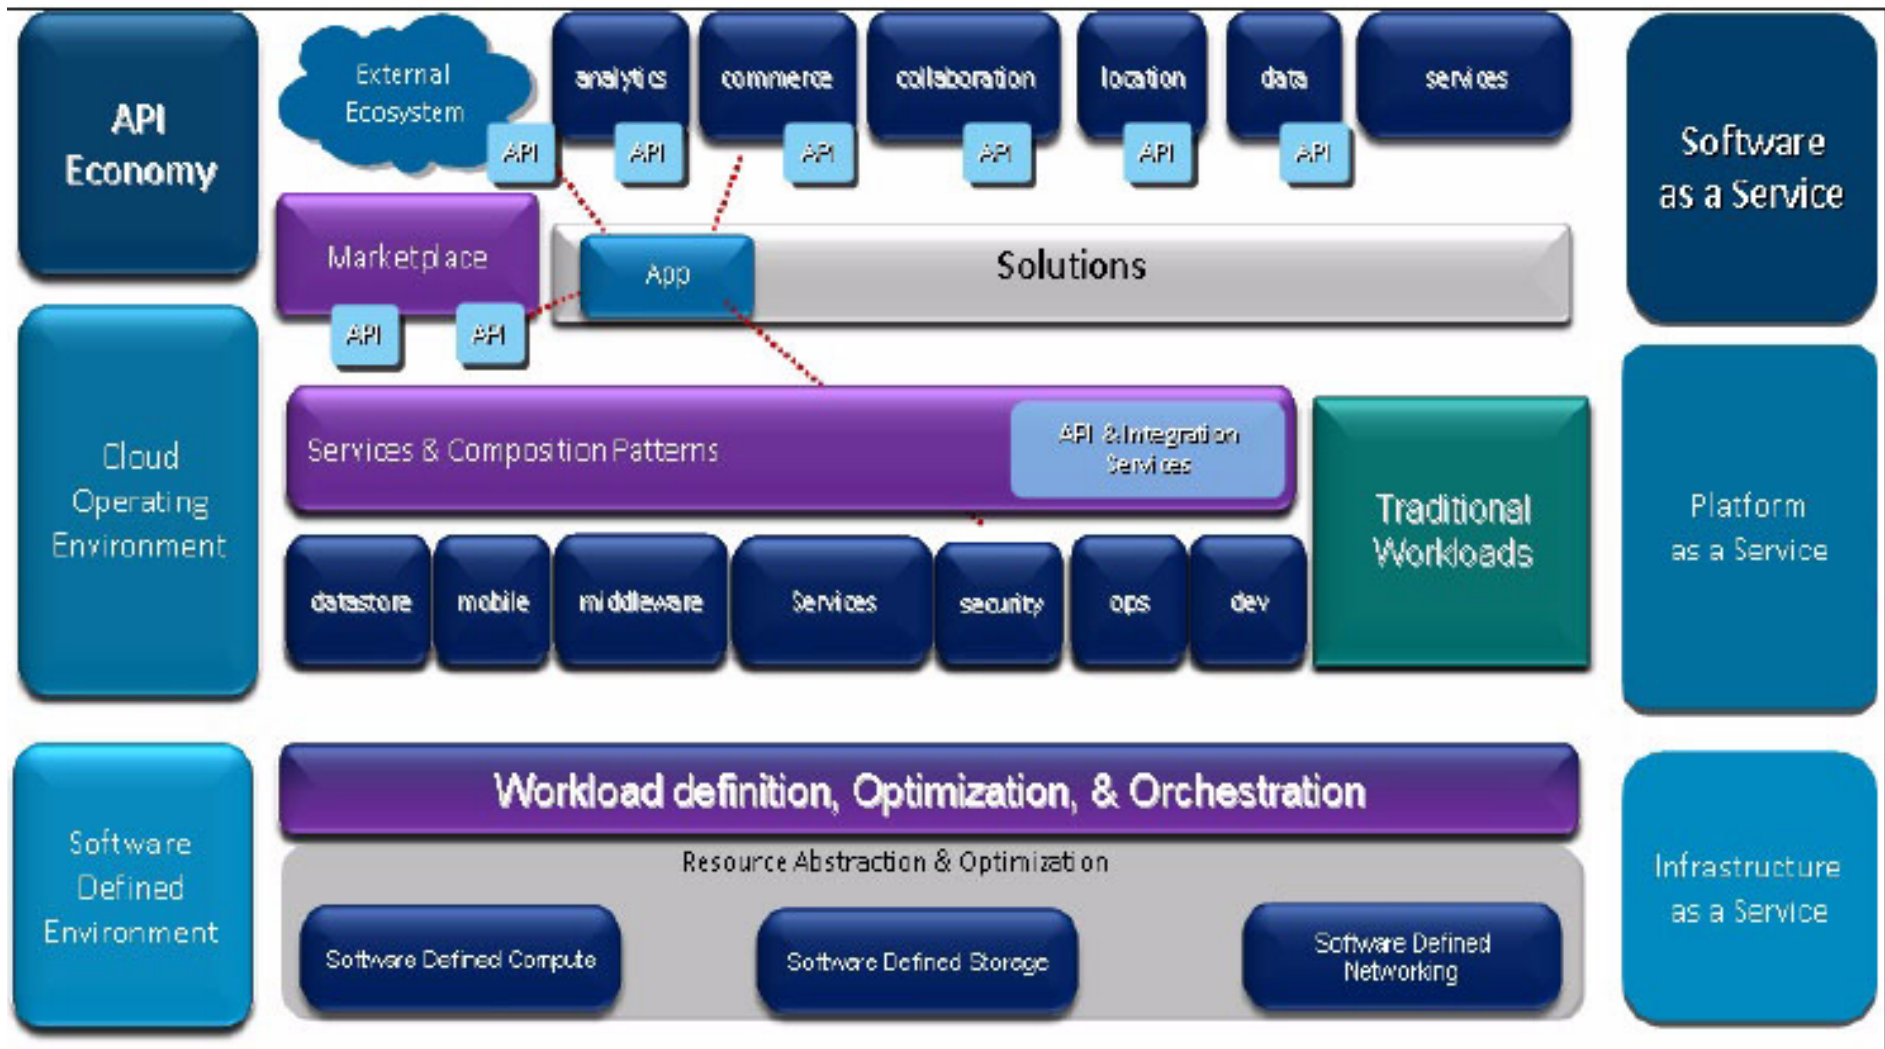 API
Economy
External
Ecosystem
API
analytics
API
commerce
API
collaboration
API
location
API
data
API
services
Software
as a Service
Marketplace
API
API
App
Solutions
Cloud
Operating
Environment
Services & Composition Patterns
API & Integration
Services
Traditional
Workloads
Platform
as a Service
datastore
mobile
middleware
Services
security
ops
dev
Software
Defined
Environment
Workload definition, Optimization, & Orchestration
Resource Abstraction & Optimization
Software Defined Compute
Software Defined Storage
Software Defined
Networking
Infrastructure
as a Service